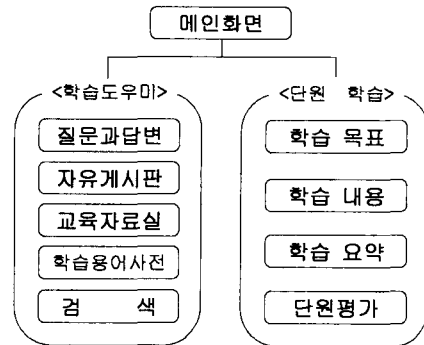 메인화면
<학습도우미>
질문과답변
자유게시판
교육자료실
학습용어사전
검 색
<단원 학습>
학습 목표
학습 내용
학습 요약
단원평가